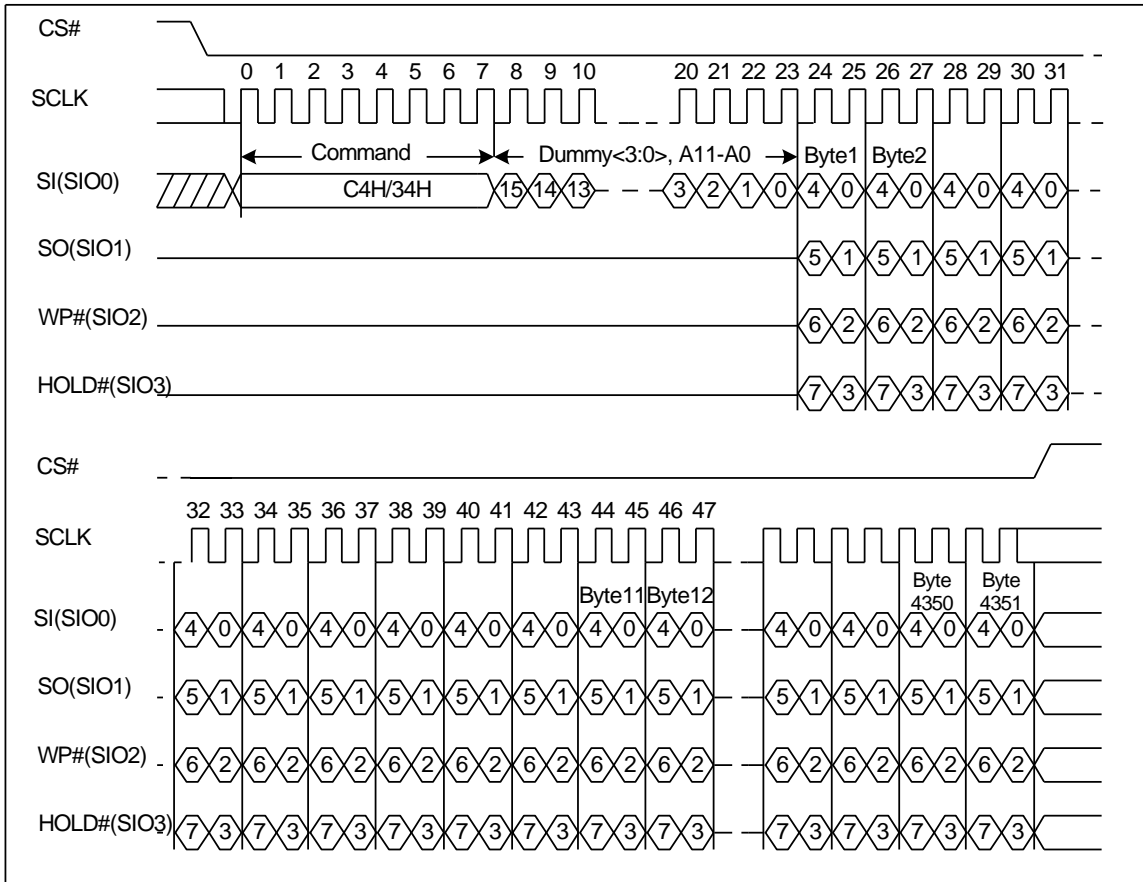 CS#
0 1 2 3 4 5 6 7 8 9 10 20 21 22 23 24 25 26 27 28 29 30 31
SCLK
Command Dummy<3:0>, A11-A0 Byte1 Byte2
SI(SIO0) C4H/34H 15 14 13 3 2 1 0 4 0 4 0 4 0 4 0
SO(SIO1) 5 1 5 1 5 1 5 1
WP#(SIO2) 6 2 6 2 6 2 6 2
HOLD#(SIO3) 7 3 7 3 7 3 7 3
CS#
32 33 34 35 36 37 38 39 40 41 42 43 44 45 46 47
SCLK
Byte11 Byte12 Byte 4350 Byte 4351
SI(SIO0) 4 0 4 0 4 0 4 0 4 0 4 0 4 0 4 0 4 0 4 0 4 0 4 0
SO(SIO1) 5 1 5 1 5 1 5 1 5 1 5 1 5 1 5 1 5 1 5 1 5 1 5 1
WP#(SIO2) 6 2 6 2 6 2 6 2 6 2 6 2 6 2 6 2 6 2 6 2 6 2 6 2
HOLD#(SIO3) 7 3 7 3 7 3 7 3 7 3 7 3 7 3 7 3 7 3 7 3 7 3 7 3